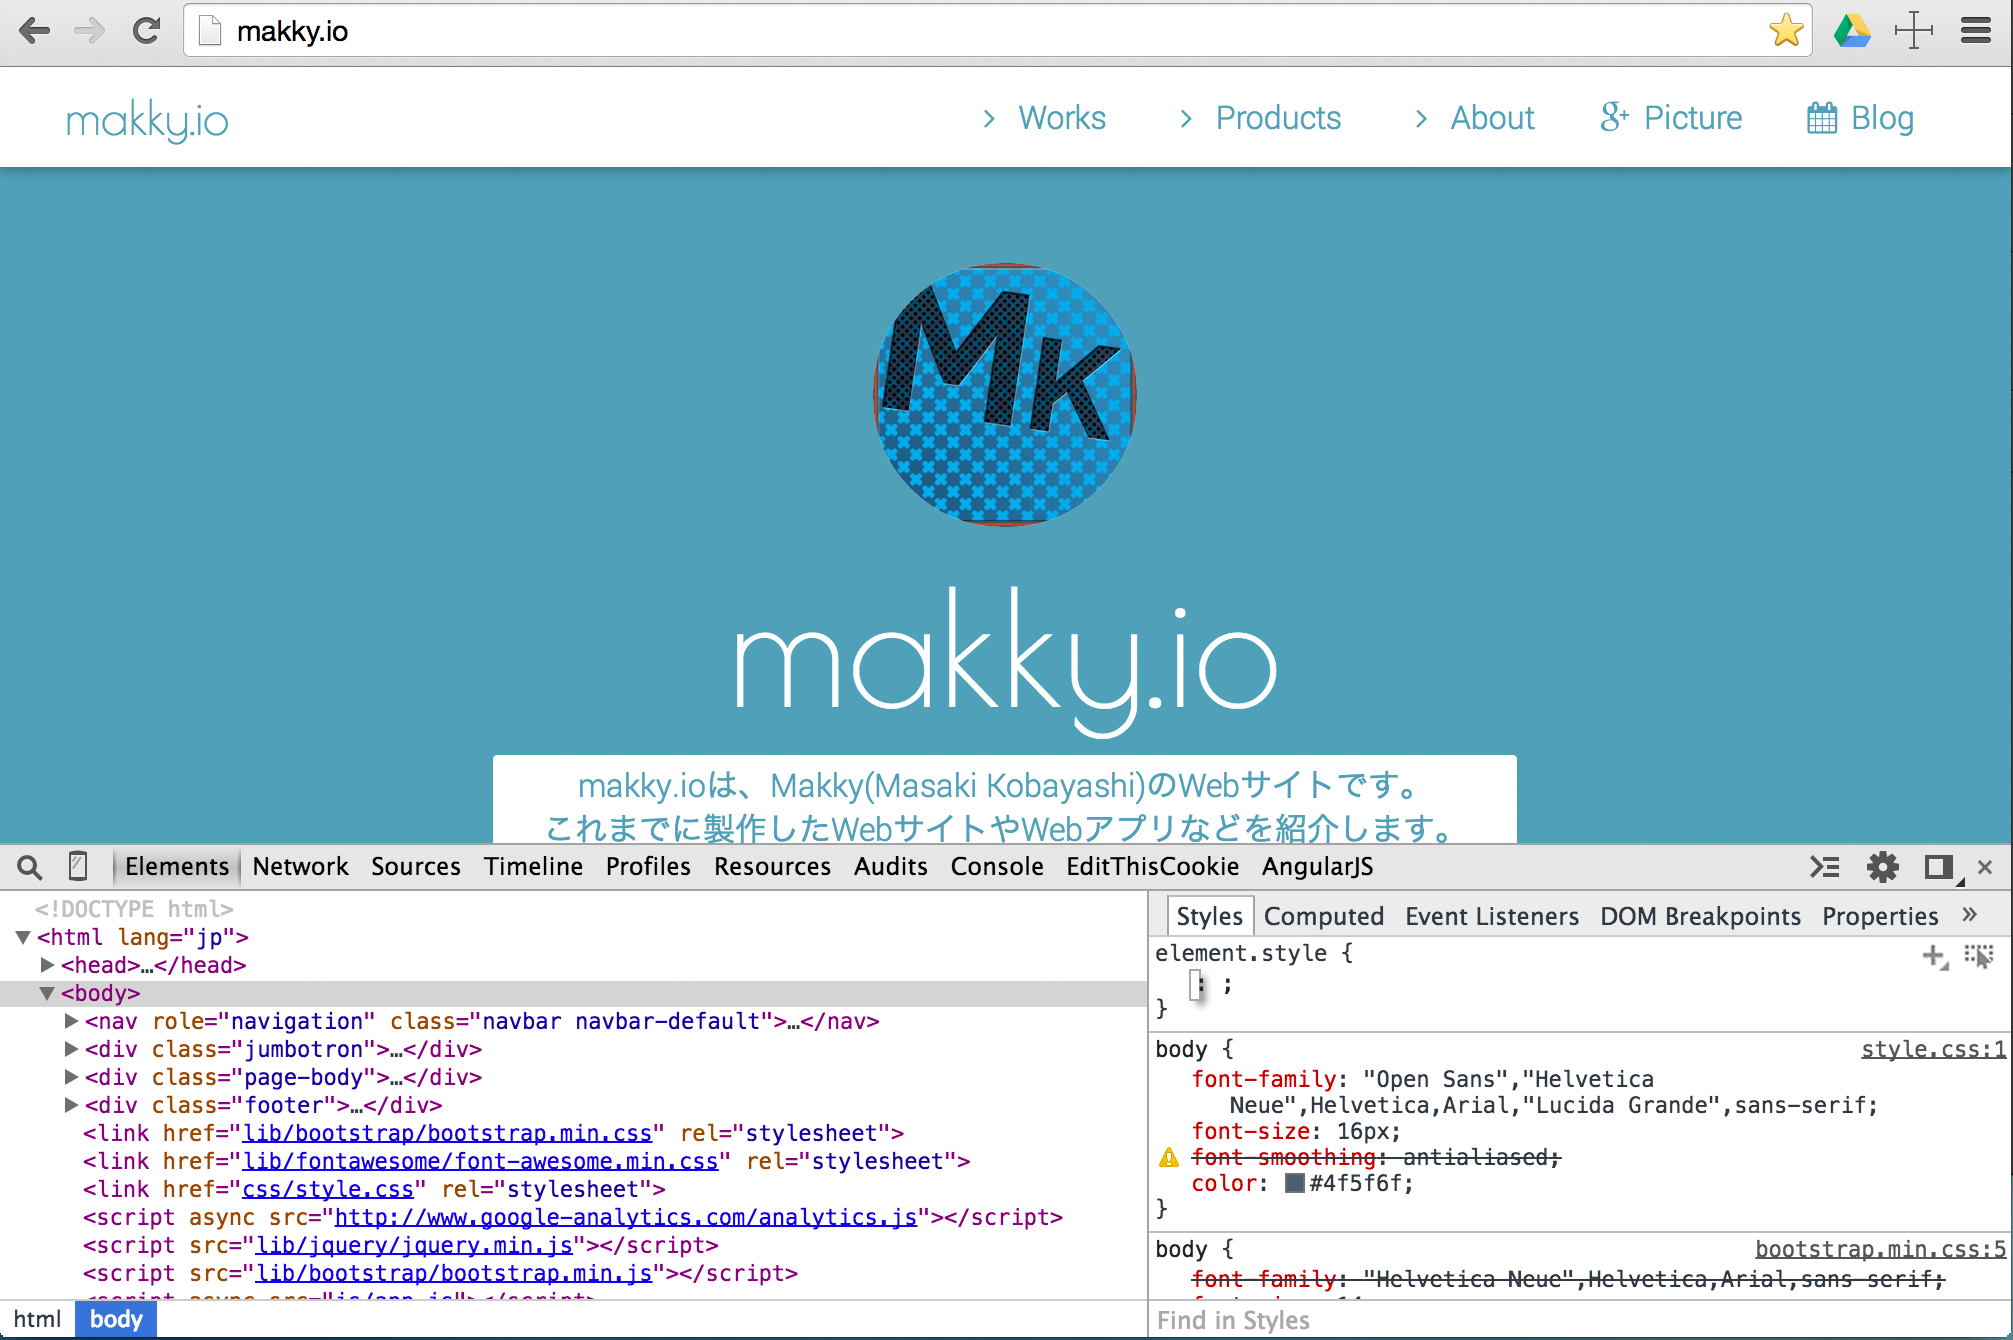 makky.io
makky.io
Works
Products
About
Picture
Blog
MK
makky.io
makky.ioは、Makky(Masaki Kobayashi)のWebサイトです。
これまでに製作したWebサイトやWebアプリなどを紹介します。
Elements Network Sources Timeline Profiles Resources Audits Console EditThisCookie AngularJS
<!DOCTYPE html>
<html lang="jp">
<head>…</head>
<body>
<nav role="navigation" class="navbar navbar-default">…</nav>
<div class="jumbotron">…</div>
<div class="page-body">…</div>
<div class="footer">…</div>
<link href="lib/bootstrap/bootstrap.min.css" rel="stylesheet">
<link href="lib/fontawesome/font-awesome.min.css" rel="stylesheet">
<link href="css/style.css" rel="stylesheet">
<script async src="http://www.google-analytics.com/analytics.js"></script>
<script src="lib/jquery/jquery.min.js"></script>
<script src="lib/bootstrap/bootstrap.min.js"></script>
<script async src="js/app.js"></script>
html body
Styles Computed Event Listeners DOM Breakpoints Properties »
element.style {
: ;
}
body { style.css:1
font-family: "Open Sans","Helvetica
Neue",Helvetica,Arial,"Lucida Grande",sans-serif;
font-size: 16px;
font-smoothing: antialiased;
color: #4f5f6f;
}
body { bootstrap.min.css:5
font-family: "Helvetica Neue",Helvetica,Arial,sans-serif;
Find in Styles